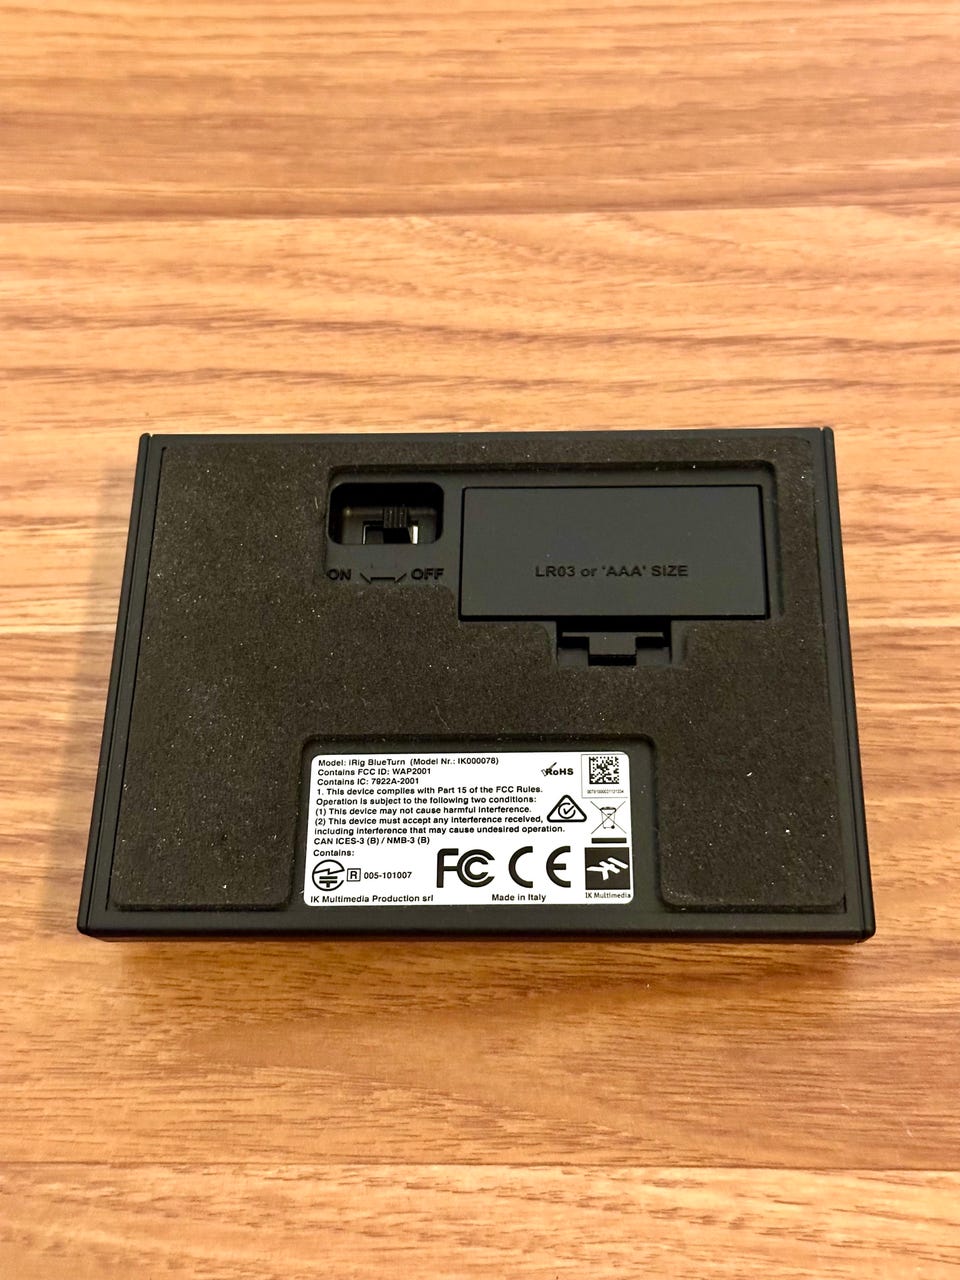 ON OFF
LR03 or 'AAA' SIZE
Model: iRig BlueTurn (Model Nr.: IK000078)
Contains FCC ID: WAP2001
Contains IC: 7922A-2001
1. This device complies with Part 15 of the FCC Rules.
Operation is subject to the following two conditions:
(1) This device may not cause harmful interference.
(2) This device must accept any interference received,
including interference that may cause undesired operation.
CAN ICES-3 (B) / NMB-3 (B)
Contains:
R 005-101007
IK Multimedia Production srl
Made in Italy
RoHS
FC CE
IK Multimedia